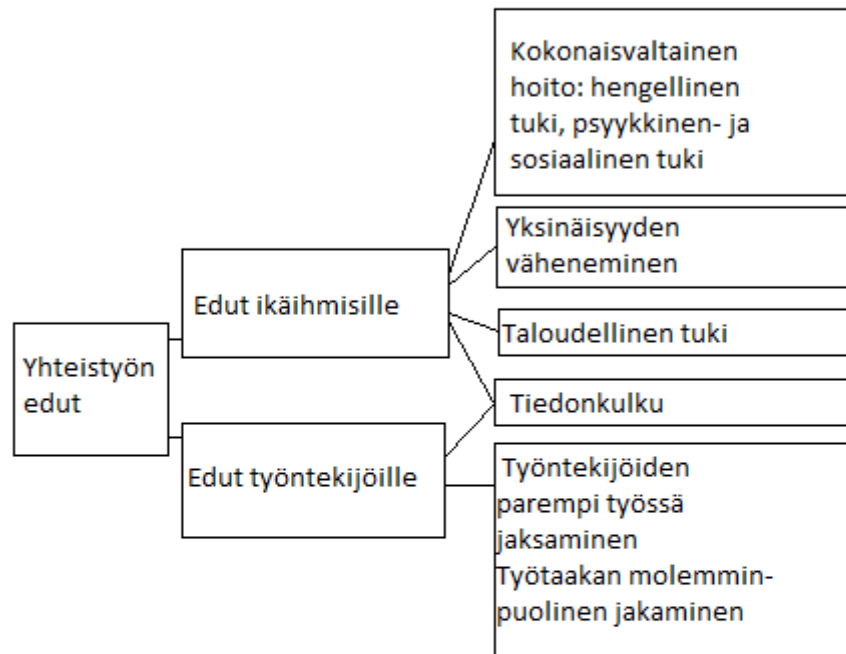 Kokonaisvaltainen
hoito: hengellinen
tuki, psyykkinen- ja
sosiaalinen tuki
Yksinäisyyden
väheneminen
Edut ikäihmisille
Taloudellinen tuki
Yhteistyön
edut
Tiedonkulku
Edut työntekijöille
Työntekijöiden
parempi työssä
jaksaminen
Työtaakan molemmin-
puolinen jakaminen